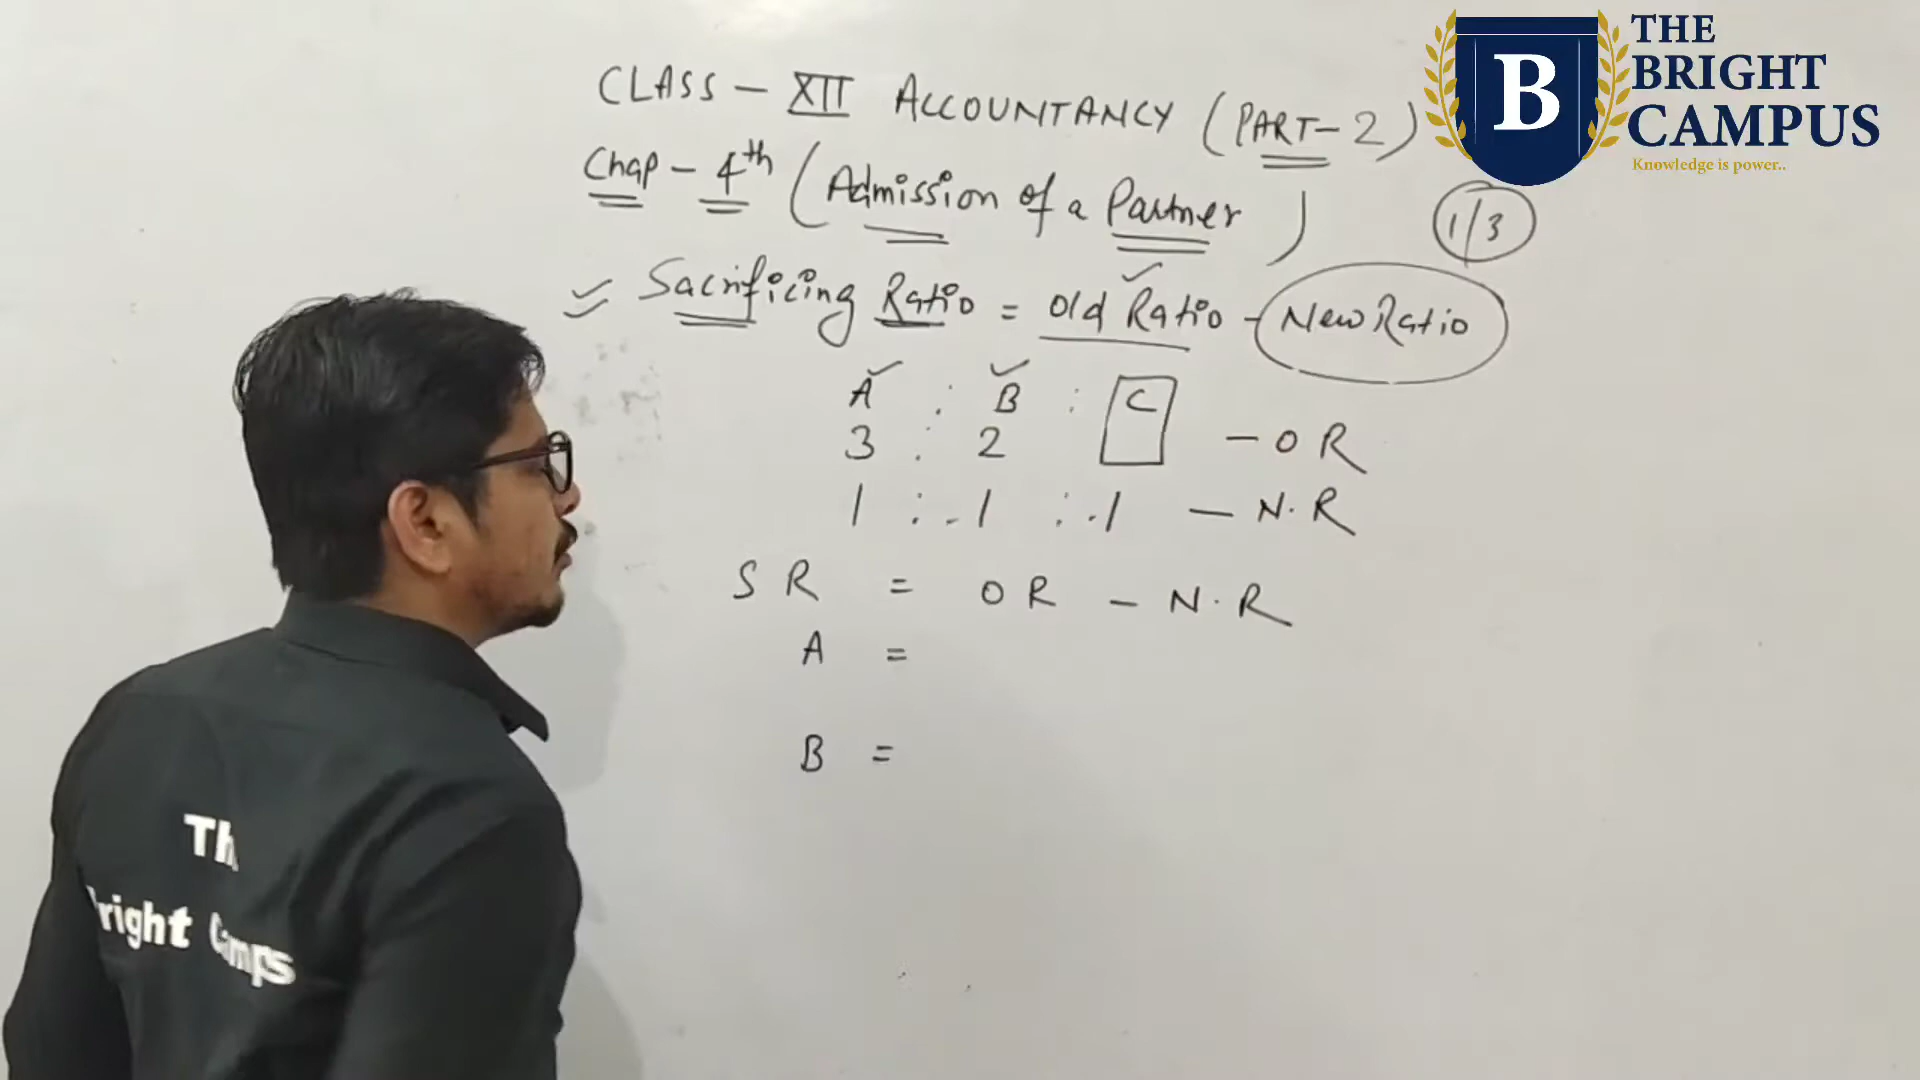 CLASS - XII ACCOUNTANCY (PART-2)
Chap - 4th (Admission of a Partner)
1/3
Sacrificing Ratio = Old Ratio - New Ratio
A : B : C
3 : 2 - O R
1 : 1 : 1 - N.R
S R = O R - N.R
A =
B =
THE
BRIGHT
CAMPUS
Knowledge is power..
B
Th
right Camps